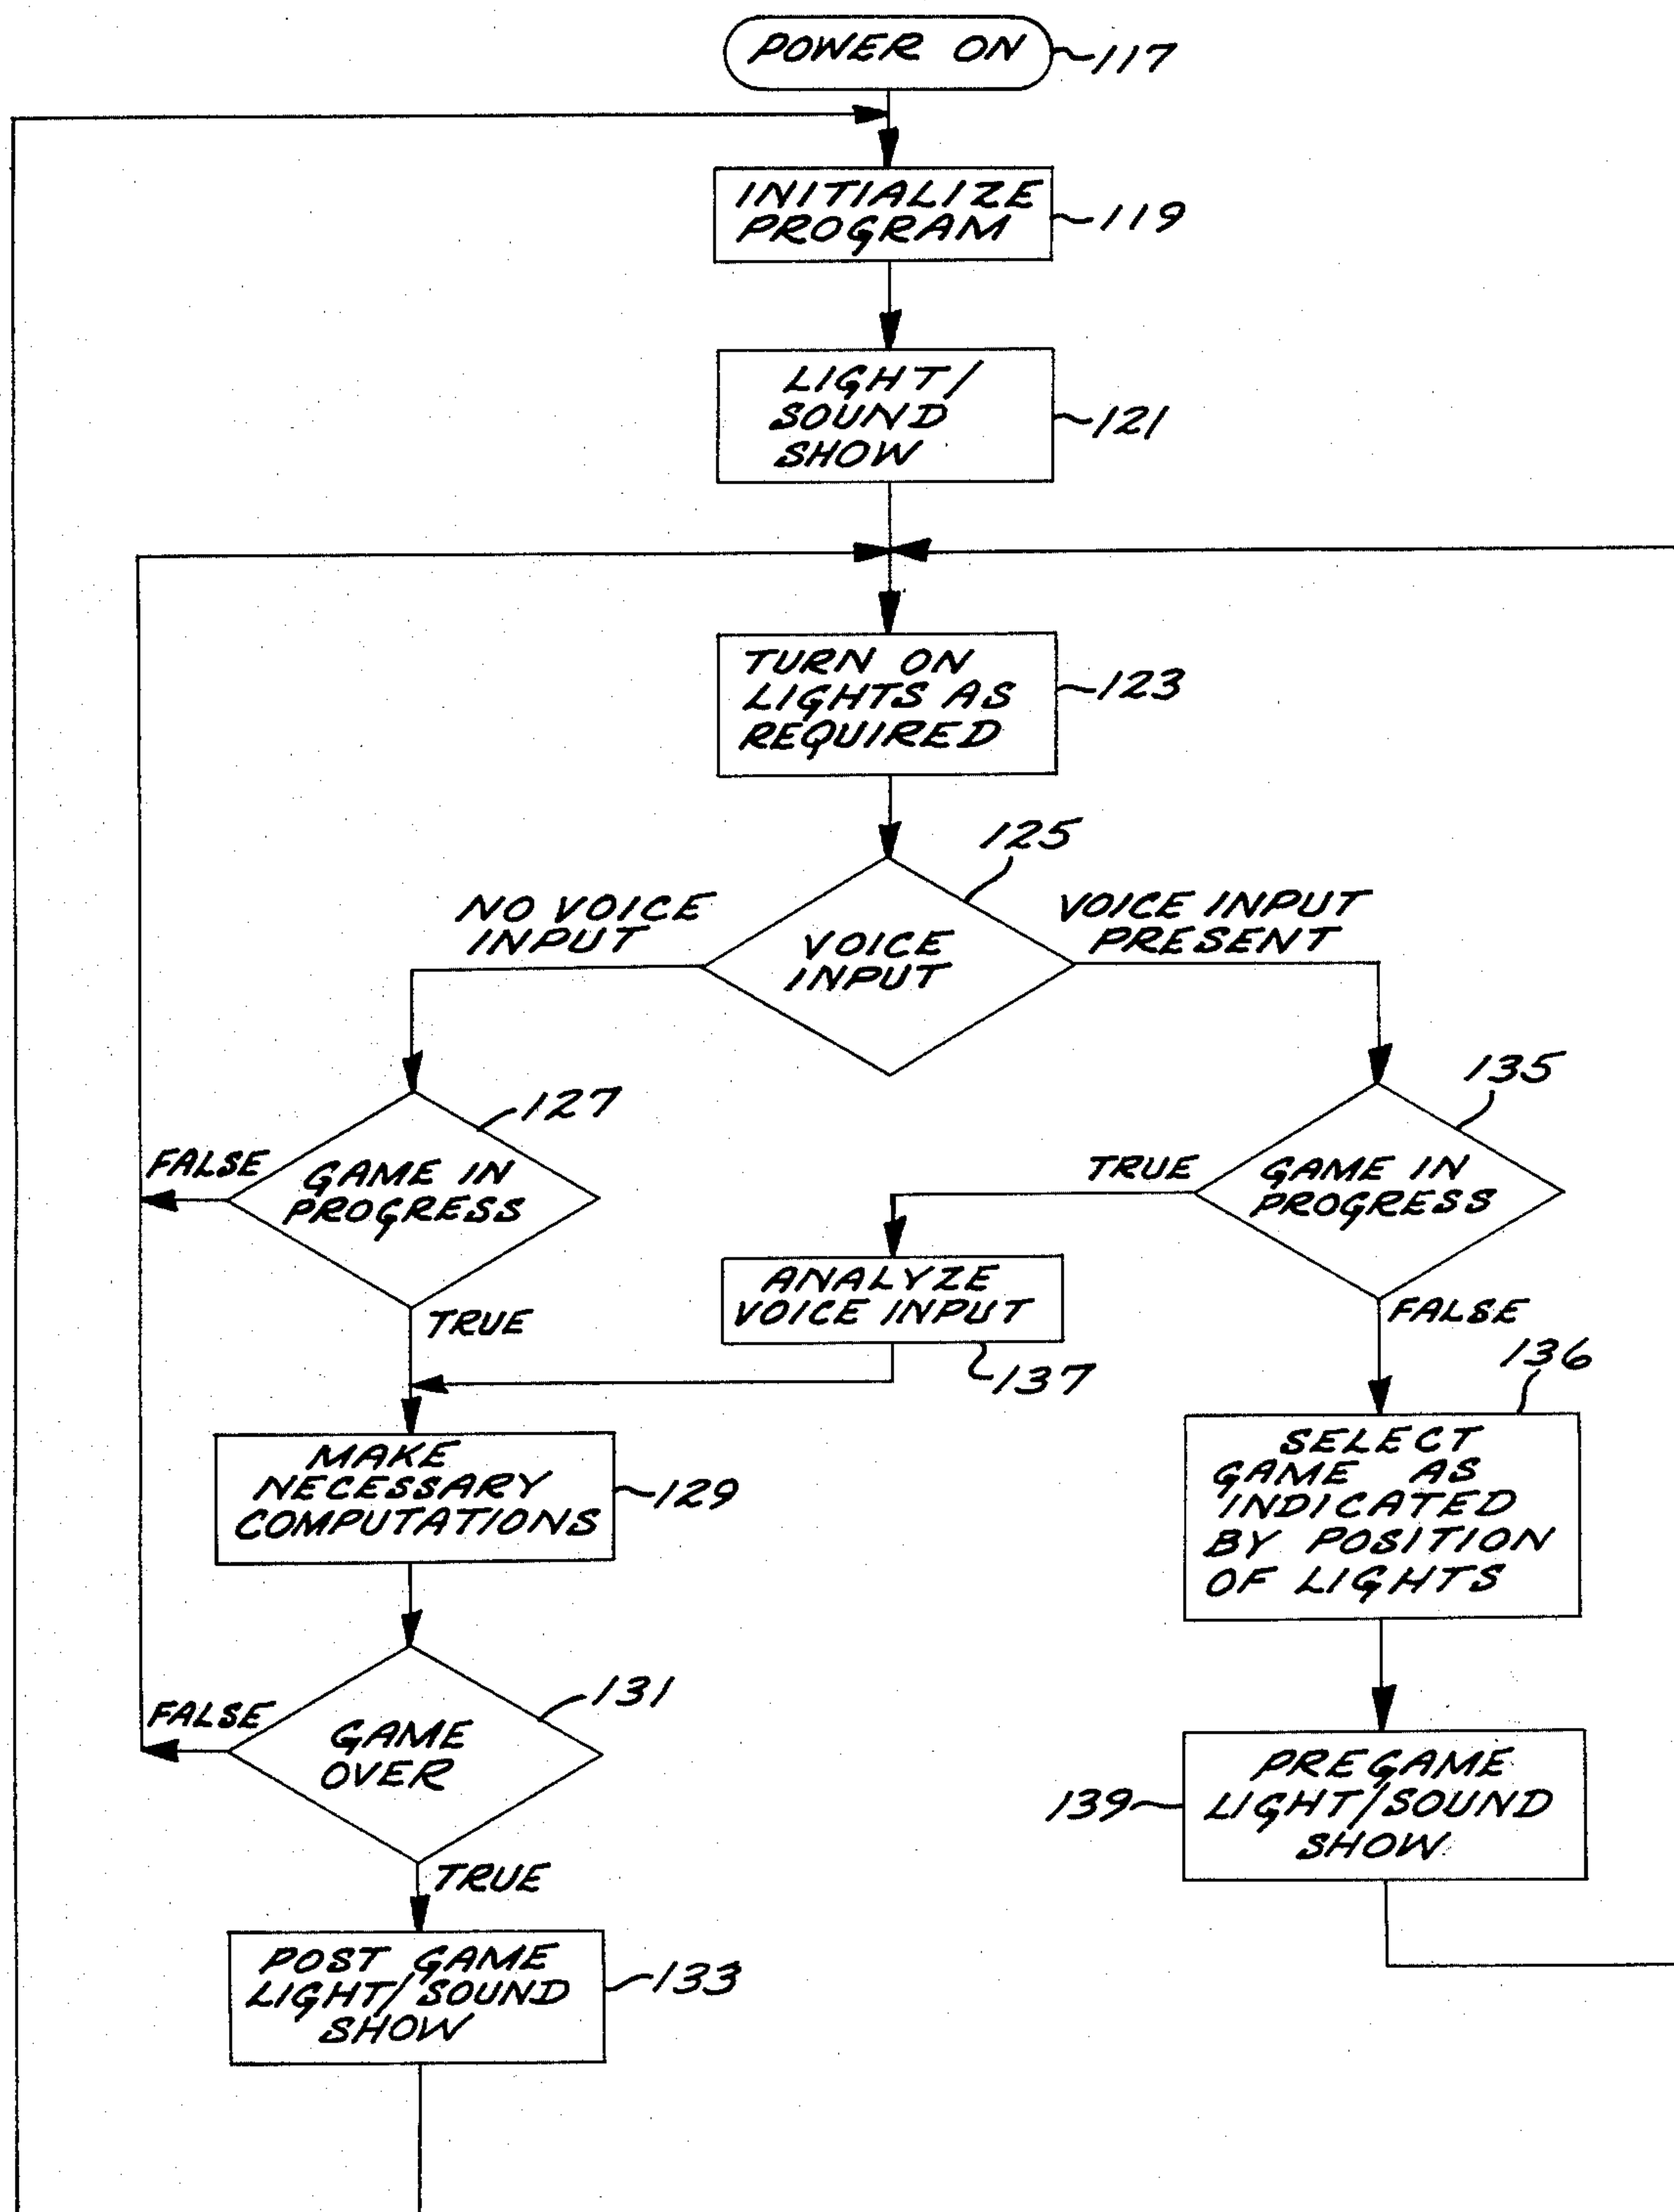 POWER ON
117
INITIALIZE
PROGRAM
119
LIGHT/
SOUND
SHOW
121
TURN ON
LIGHTS AS
REQUIRED
123
125
NO VOICE
INPUT
VOICE
INPUT
VOICE INPUT
PRESENT
127
FALSE
GAME IN
PROGRESS
TRUE
135
TRUE
GAME IN
PROGRESS
FALSE
ANALYZE
VOICE INPUT
137
136
SELECT
GAME AS
INDICATED
BY POSITION
OF LIGHTS
MAKE
NECESSARY
COMPUTATIONS
129
131
FALSE
GAME
OVER
TRUE
139
PREGAME
LIGHT/SOUND
SHOW
POST GAME
LIGHT/SOUND
SHOW
133